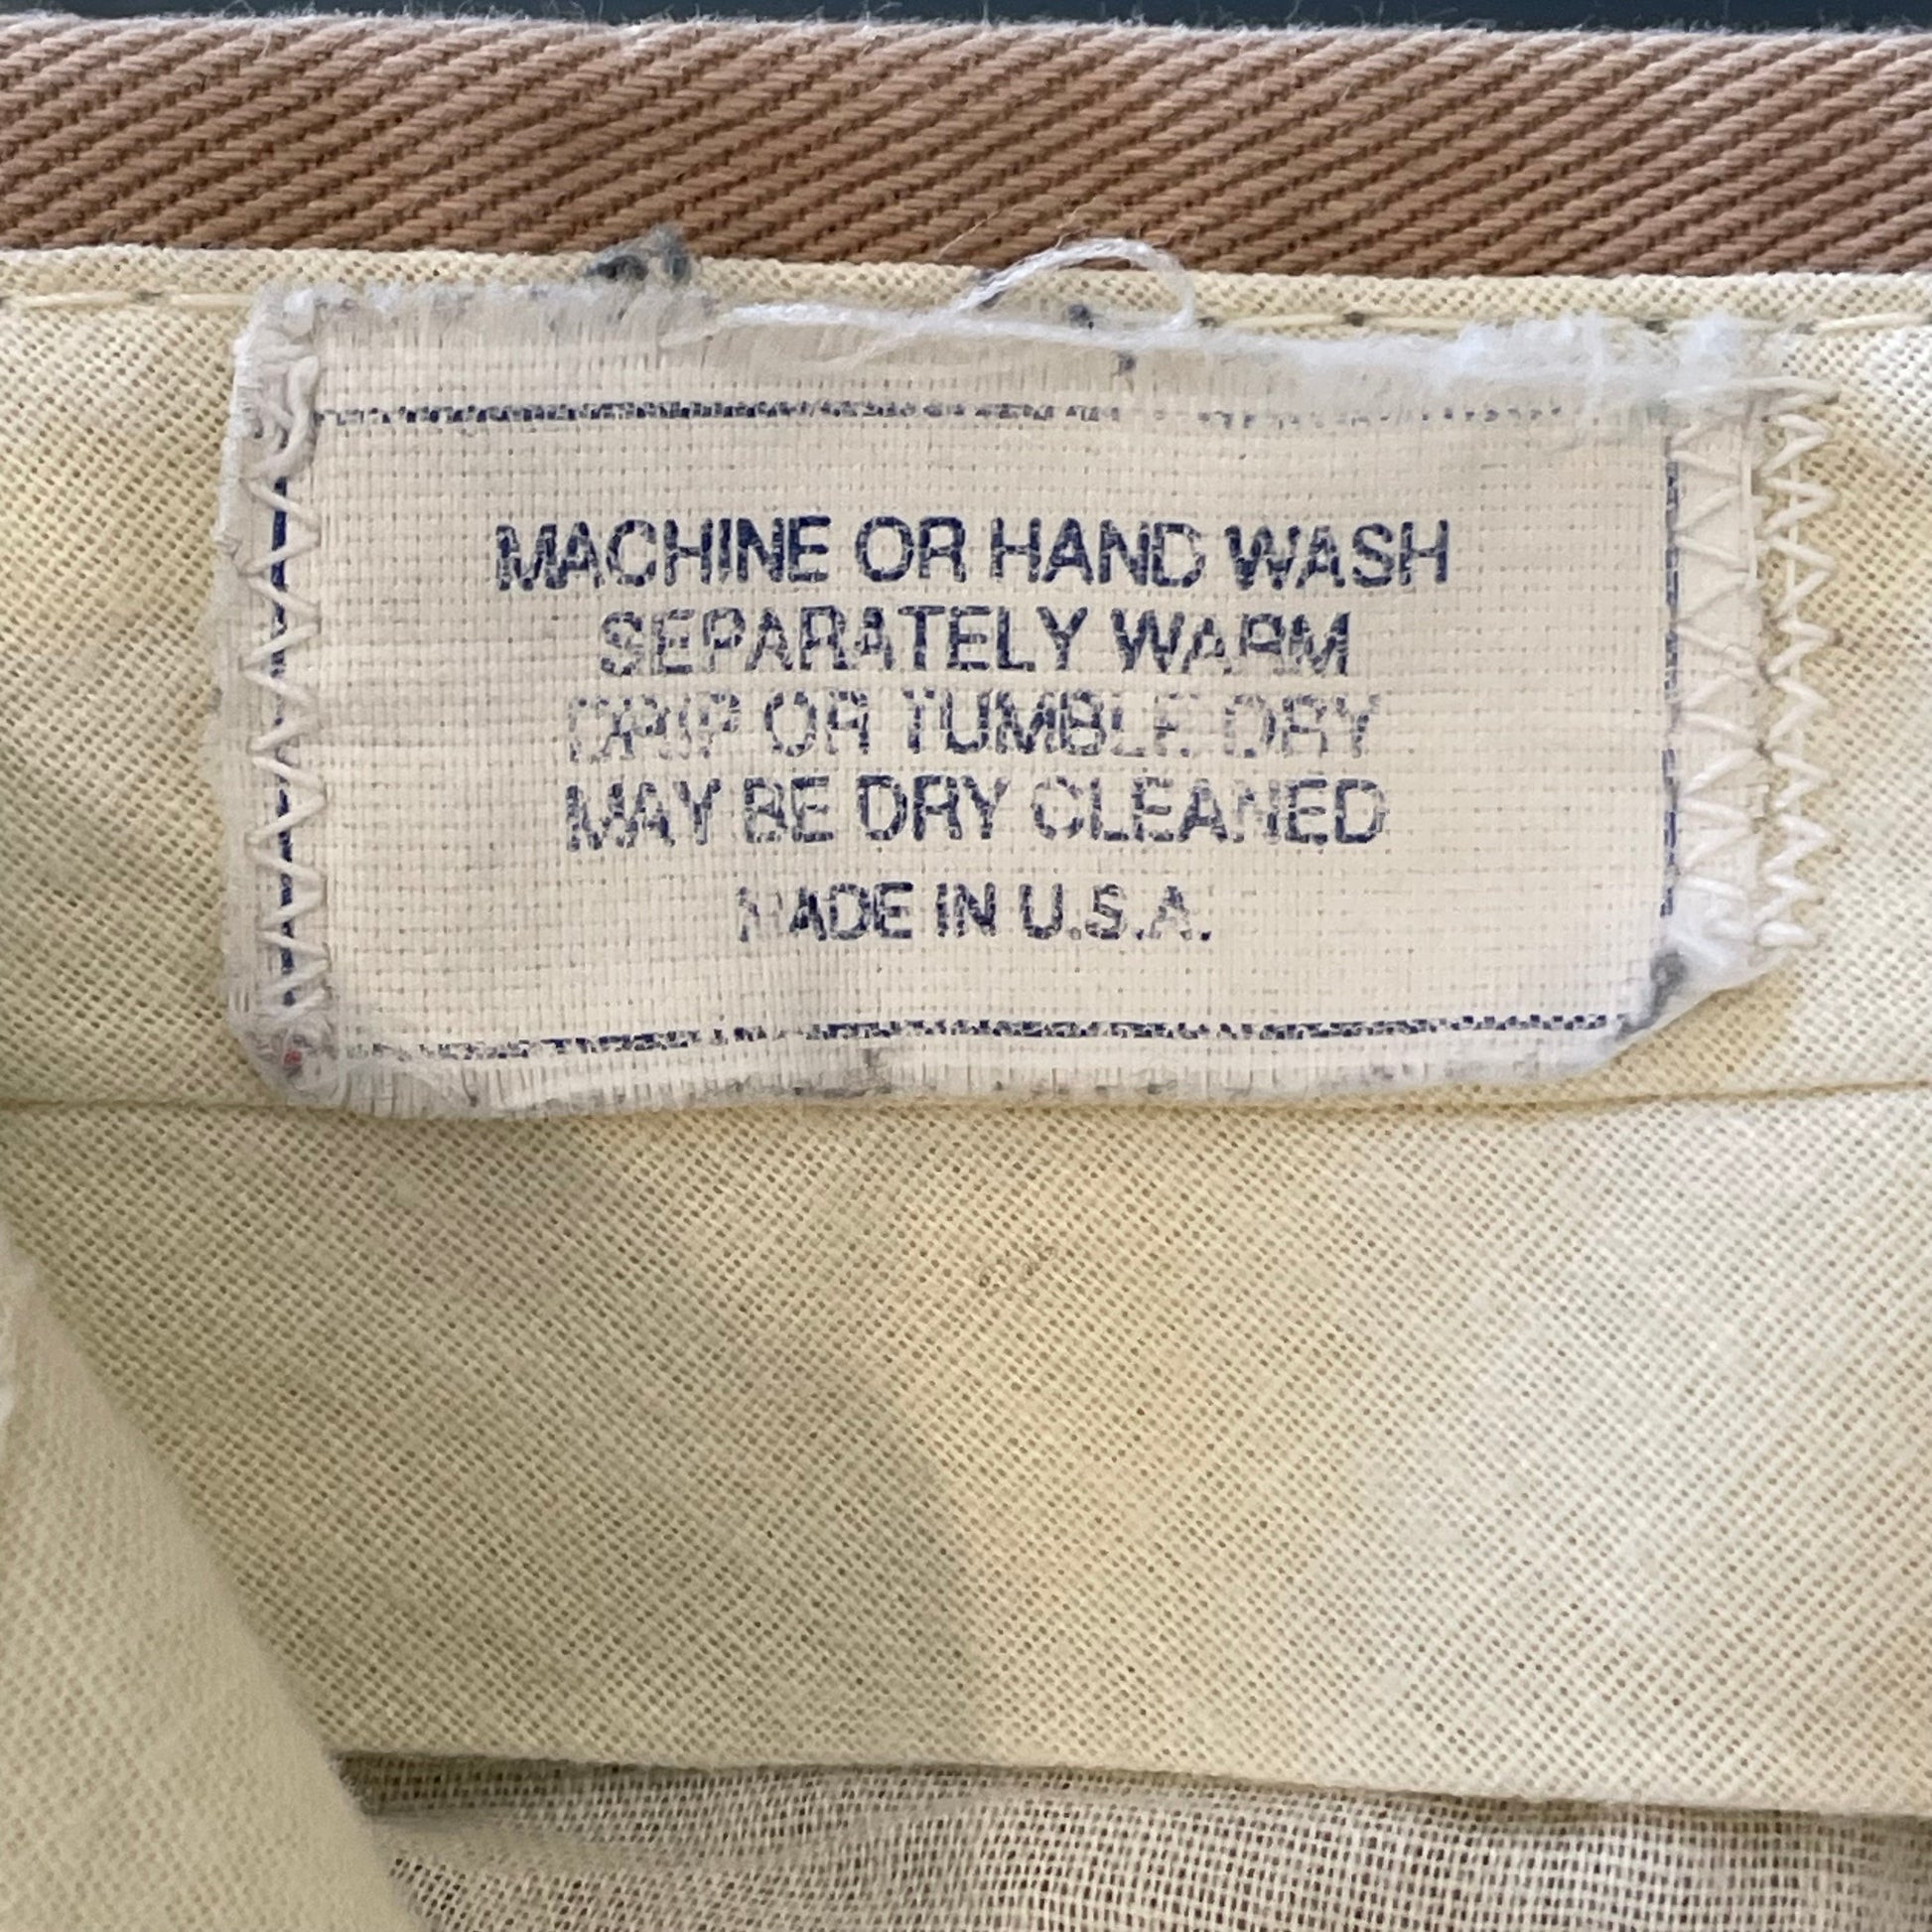 MACHINE OR HAND WASH
SEPARATELY WARM
DRIP OR TUMBLE DRY
MAY BE DRY CLEANED
MADE IN U.S.A.